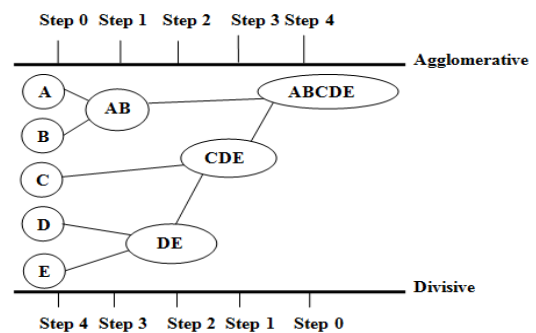 Step 0 Step 1 Step 2 Step 3 Step 4
Agglomerative
A
AB
ABCDE
B
CDE
C
D
DE
E
Divisive
Step 4 Step 3 Step 2 Step 1 Step 0